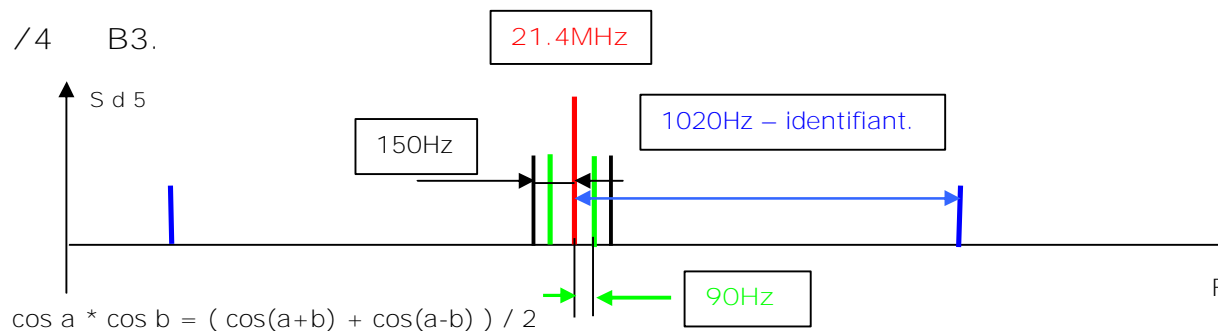 /4 B3.
21.4MHz
S d 5
1020Hz – identifiant.
150Hz
90Hz
F
cos a * cos b = ( cos(a+b) + cos(a-b) ) / 2